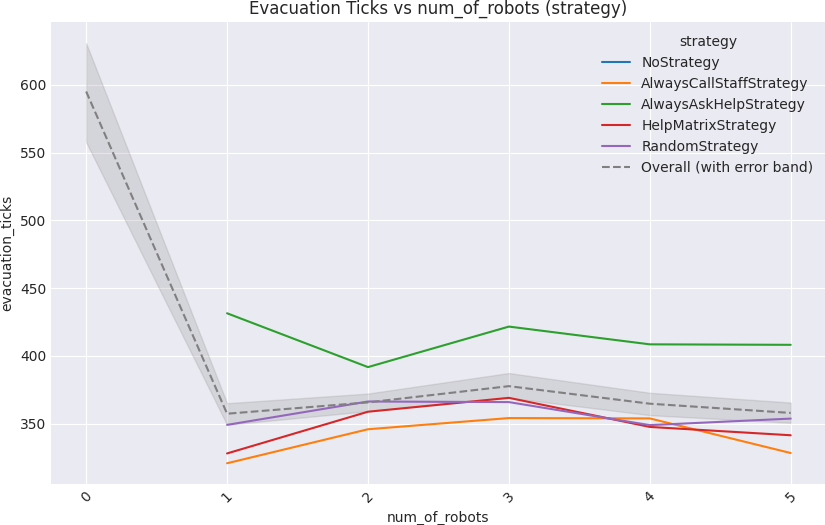 Evacuation Ticks vs num_of_robots (strategy)
strategy
NoStrategy
AlwaysCallStaffStrategy
AlwaysAskHelpStrategy
HelpMatrixStrategy
RandomStrategy
Overall (with error band)
evacuation_ticks
600
550
500
450
400
350
0
1
2
3
4
5
num_of_robots